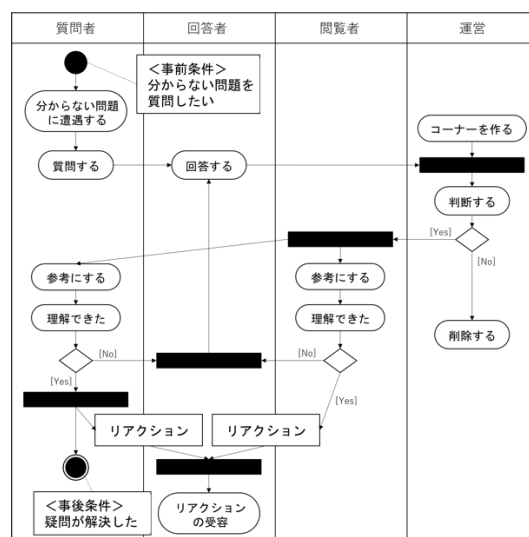 質問者
回答者
閲覧者
運営
＜事前条件＞
分からない問題を
質問したい
分からない問題
に遭遇する
コーナーを作る
質問する
回答する
判断する
[Yes]
[No]
参考にする
参考にする
理解できた
理解できた
削除する
[No]
[No]
[Yes]
[Yes]
リアクション
リアクション
＜事後条件＞
疑問が解決した
リアクション
の受容